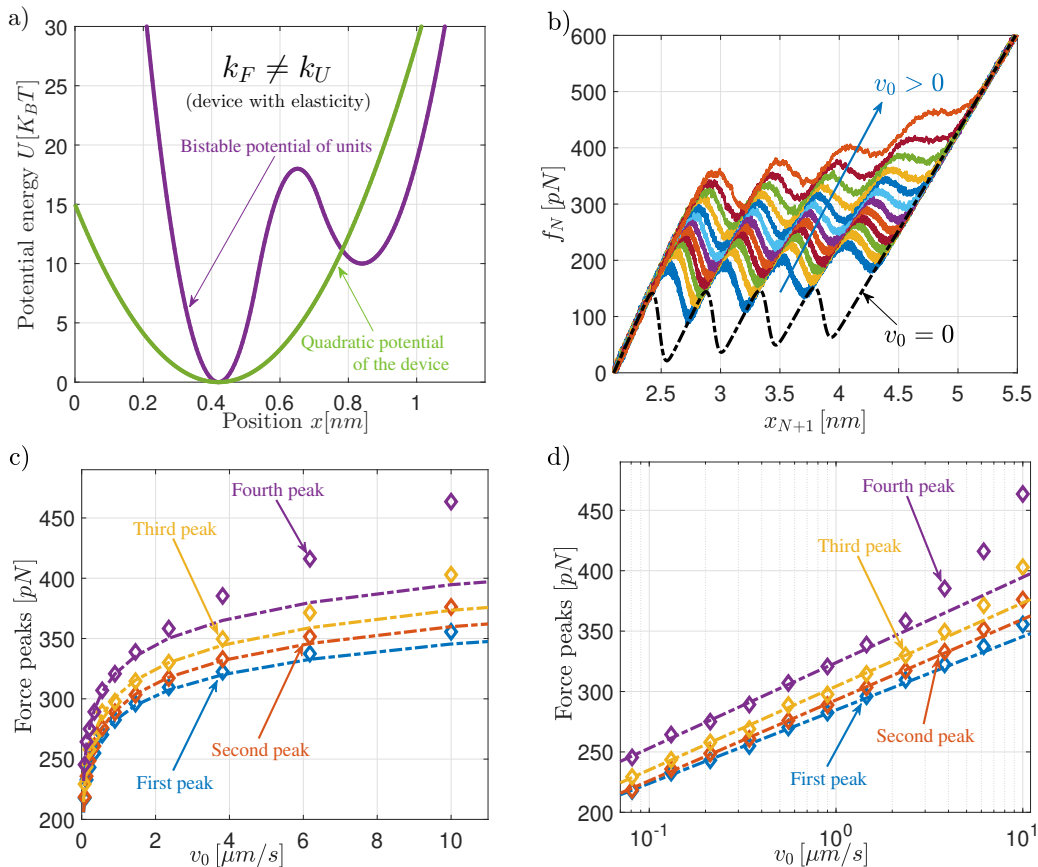 a)
30
25
20
15
10
5
0
Potential energy U[K_BT]
k_F ≠ k_U
(device with elasticity)
Bistable potential of units
Quadratic potential
of the device
0 0.2 0.4 0.6 0.8 1
Position x[nm]
b)
600
500
400
300
200
100
0
f_N [pN]
v_0 > 0
v_0 = 0
2.5 3 3.5 4 4.5 5 5.5
x_{N+1} [nm]
c)
450
400
350
300
250
200
Force peaks [pN]
Fourth peak
Third peak
Second peak
First peak
0 2 4 6 8 10
v_0 [μm/s]
d)
450
400
350
300
250
200
Force peaks [pN]
Fourth peak
Third peak
Second peak
First peak
10^{-1} 10^0 10^1
v_0 [μm/s]